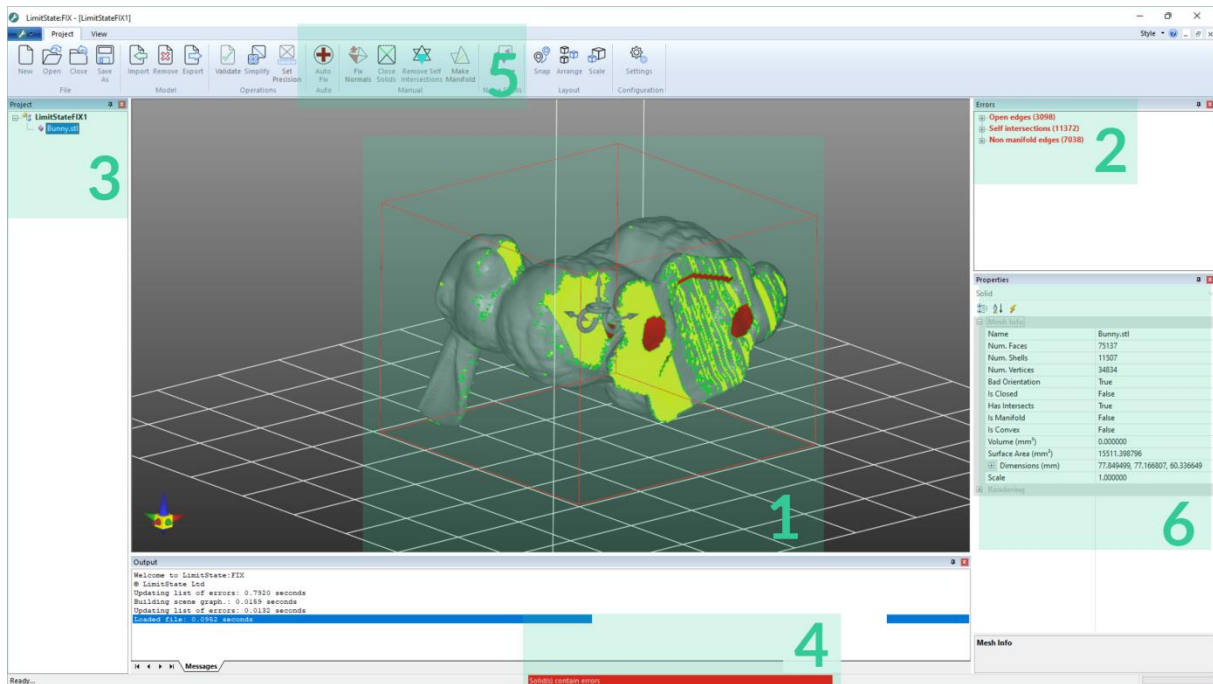 LimitState:FIX - [LimitStateFIX1]
Project View
Style
New Open Close Save As
Import Remove Export
Validate Simplify Set Precision
Auto Fix
Fix Normals Close Solids Remove Self Intersections Make Manifold
Snap Arrange Scale
Settings
File Model Operations Auto Manual Layout Configuration
5
Project
LimitStateFIX1
Bunny.stl
3
Errors
Open edges (3098)
Self intersections (11372)
Non manifold edges (7038)
2
1
Properties
Solid
Mesh Info
Name Bunny.stl
Num. Faces 75137
Num. Shells 11507
Num. Vertices 34834
Bad Orientation True
Is Closed False
Has Intersects True
Is Manifold False
Is Convex False
Volume (mm³) 0.000000
Surface Area (mm²) 15511.398796
Dimensions (mm) 77.849499, 77.166807, 60.336649
Scale 1.000000
Rendering
6
Mesh Info
Output
Welcome to LimitState:FIX
© LimitState Ltd
Updating list of errors: 0.7920 seconds
Building scene graph.: 0.0189 seconds
Updating list of errors: 0.0132 seconds
Loaded file: 0.0952 seconds
4
Messages
Ready...
Solid(s) contain errors